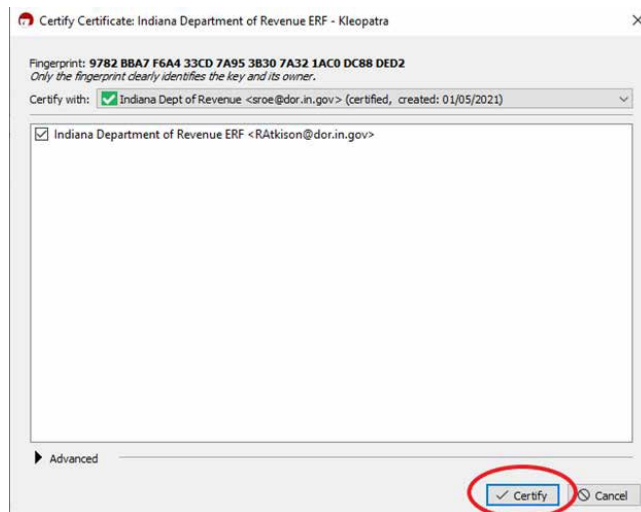 Certify Certificate: Indiana Department of Revenue ERF - Kleopatra
Fingerprint: 9782 BBA7 F6A4 33CD 7A95 3B30 7A32 1AC0 DC88 DED2
Only the fingerprint clearly identifies the key and its owner.
Certify with: Indiana Dept of Revenue <sroe@dor.in.gov> (certified, created: 01/05/2021)
Indiana Department of Revenue ERF <RAtkison@dor.in.gov>
Advanced
Certify Cancel